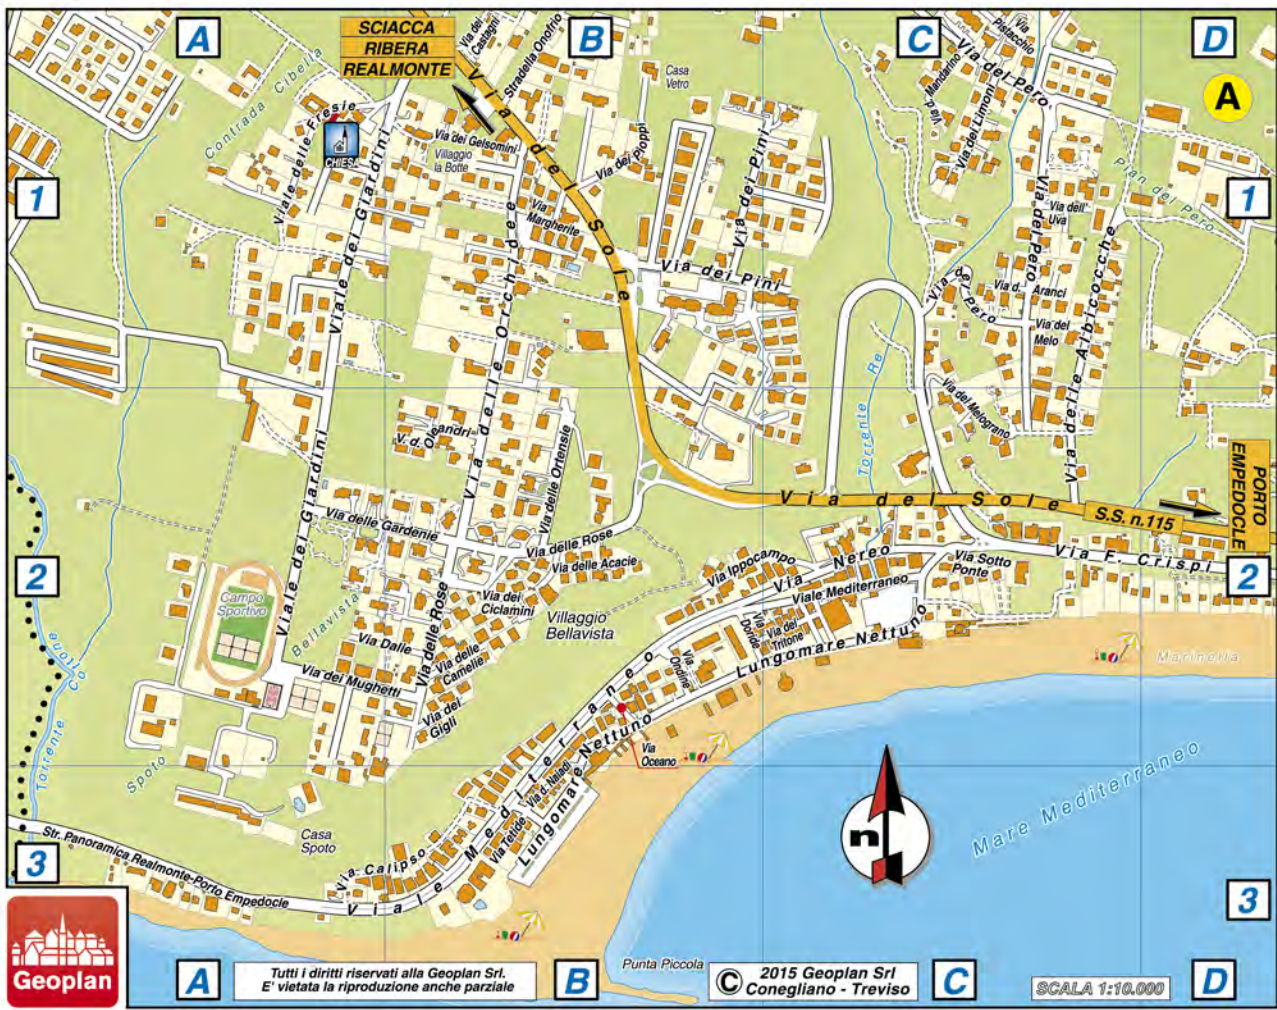 A
SCIACCA
RIBERA
REALMONTE
B
C
D
A
Via dei
Castagni
Stradella Onofrio
Via
Pistacchio
Via del Pero
Via d. Mandarino
Via dei Limoni
Casa
Vetro
Contrada Cibella
Viale delle Fresie
CHIESA
Via dei Gelsomini
Villaggio
la Botte
Via dei Pioppi
Via dei Pini
Pian del Pero
1
1
Viale dei Giardini
Via
Margherite
Via del Sole
Via dell'
Uva
Via del Pero
Via dei Pini
Via del Pero
Via d. Aranci
Via del
Melo
Via delle Albicocche
Via delle Orchidee
Torrente Re
Via del Melograno
V. d. Oleandri
Via delle Ortensie
Viale dei Giardini
PORTO
EMPEDOCLE
Via del Sole
S.S. n.115
Via delle Gardenie
Via delle Rose
Via delle Acacie
Via Ippocampo
Via Nereo
Via Sotto
Ponte
Via F. Crispi
2
2
Campo
Sportivo
Bellavista
Via dei
Ciclamini
Villaggio
Bellavista
Viale Mediterraneo
Via
Doride
Via del
Tritone
Lungomare Nettuno
Via Dalie
Via delle Rose
Via delle
Camelie
Via dei Mughetti
Via
Ondine
Marinella
Via dei
Gigli
Torrente Cottone
Spoto
Via
Oceano
Lungomare Nettuno
Via d. Naiadi
Mare Mediterraneo
n
Casa
Spoto
Via Tetide
Via Calipso
Viale Mediterraneo
Str. Panoramica Realmonte-Porto Empedocle
3
3
Geoplan
A
Tutti i diritti riservati alla Geoplan Srl.
E' vietata la riproduzione anche parziale
B
Punta Piccola
© 2015 Geoplan Srl
Conegliano - Treviso
C
SCALA 1:10.000
D